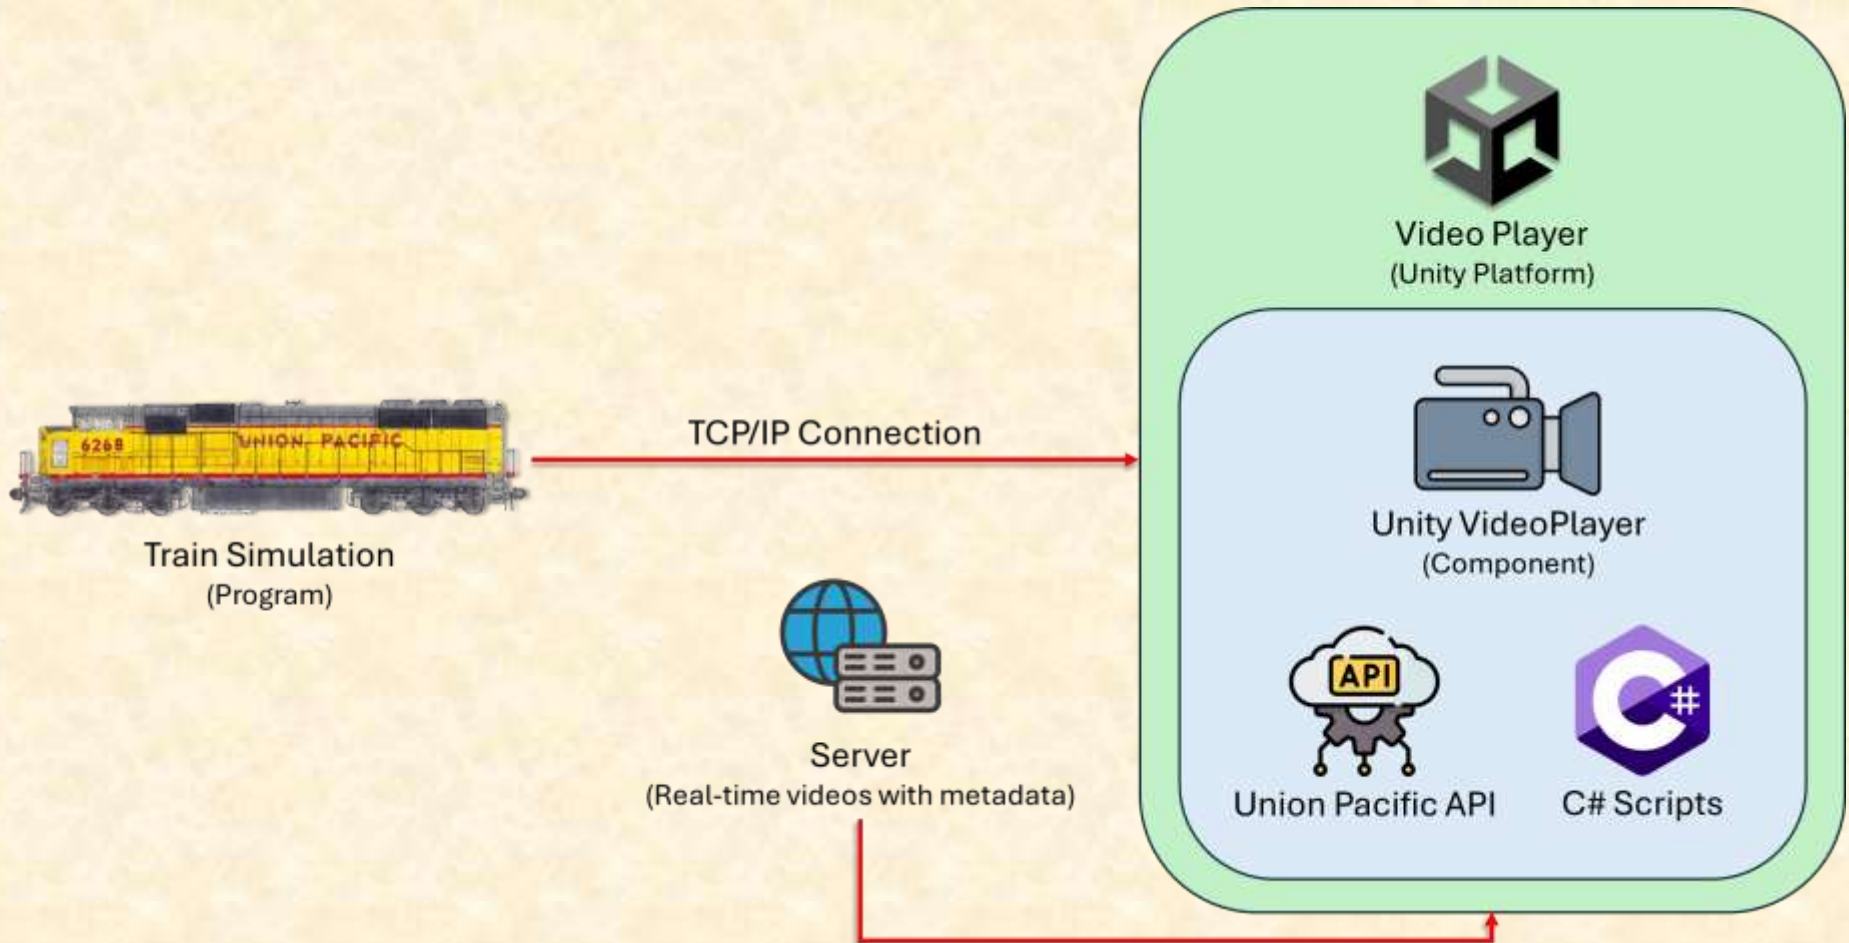 Video Player
(Unity Platform)
6268
UNION PACIFIC
TCP/IP Connection
Train Simulation
(Program)
Unity VideoPlayer
(Component)
API
C#
Server
(Real-time videos with metadata)
Union Pacific API
C# Scripts